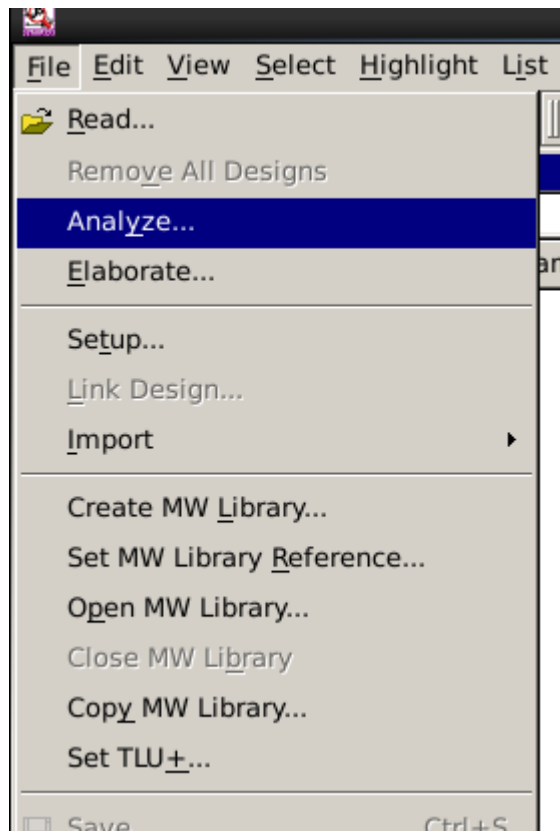 File Edit View Select Highlight List
Read...
Remove All Designs
Analyze...
Elaborate...
Setup...
Link Design...
Import
Create MW Library...
Set MW Library Reference...
Open MW Library...
Close MW Library
Copy MW Library...
Set TLU+...
Save Ctrl+S